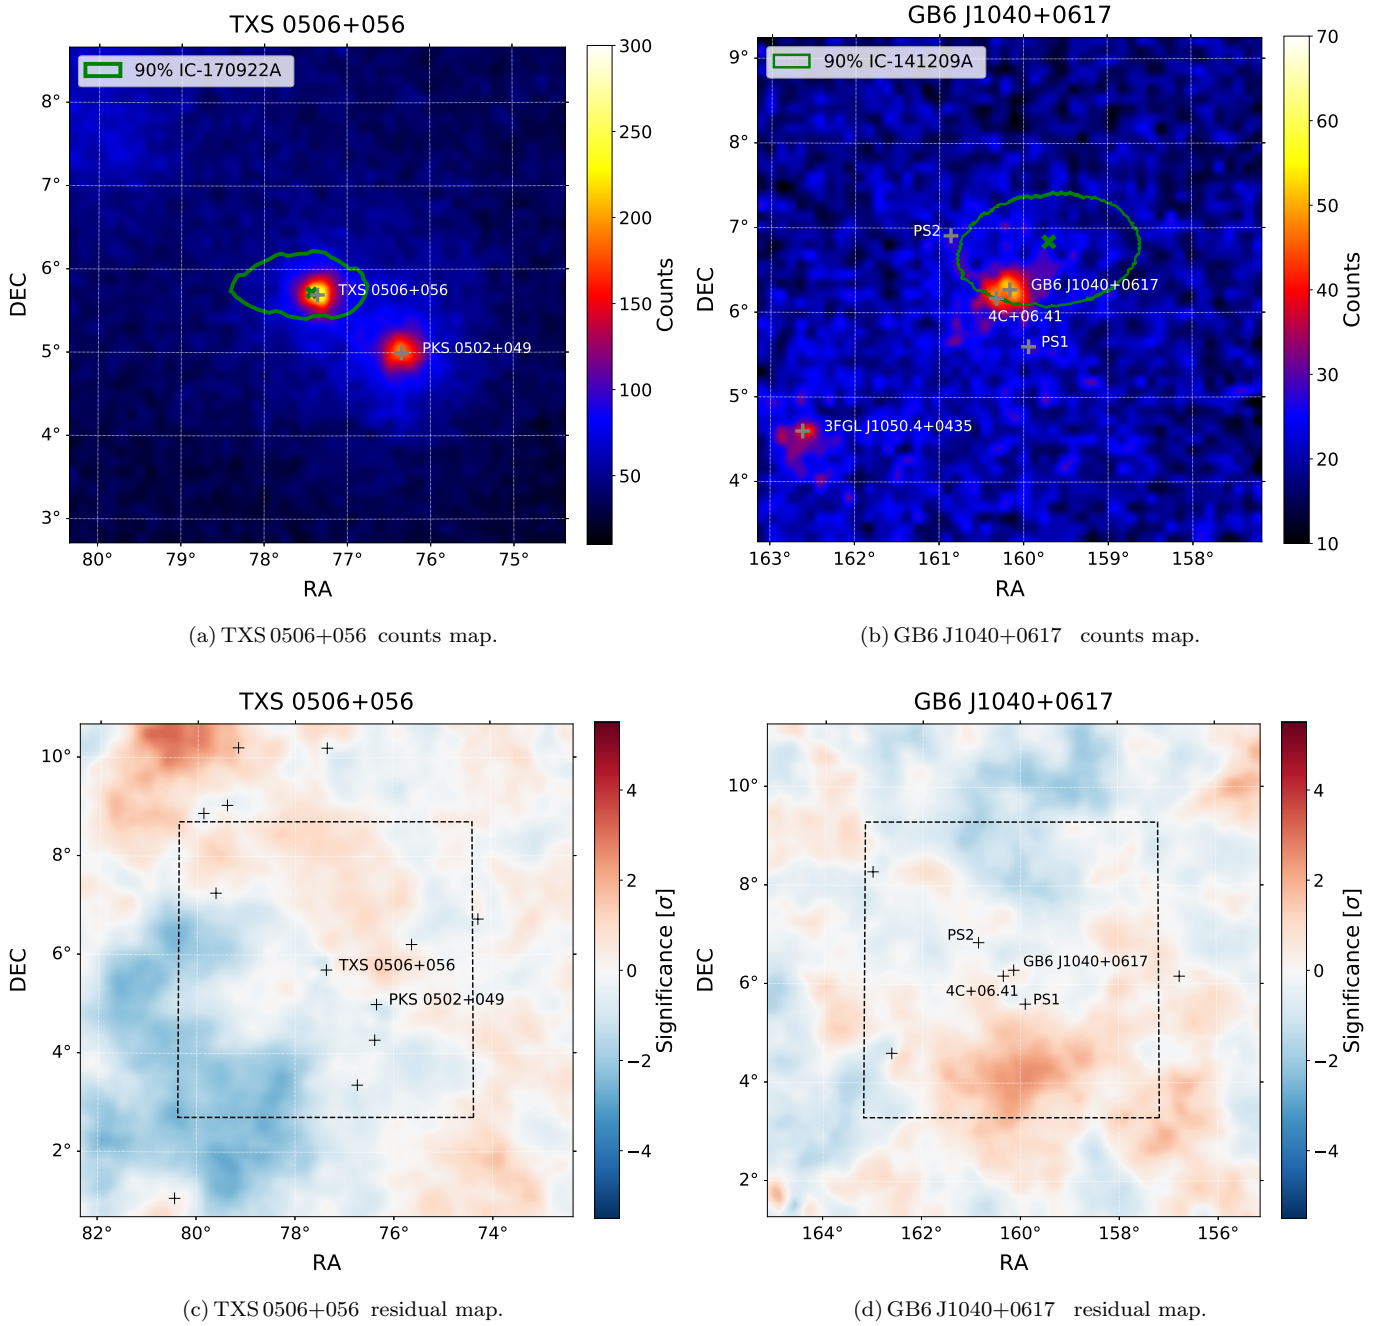 TXS 0506+056
90% IC-170922A
TXS 0506+056
PKS 0502+049
8°
7°
6°
5°
4°
3°
80
79
78
77
76
75
DEC
RA
300
250
200
150
100
50
Counts
(a) TXS 0506+056 counts map.
GB6 J1040+0617
90% IC-141209A
PS2
GB6 J1040+0617
4C+06.41
PS1
3FGL J1050.4+0435
9°
8°
7°
6°
5°
4°
163°
162°
161°
160°
159°
158°
DEC
RA
70
60
50
40
30
20
10
Counts
(b) GB6 J1040+0617 counts map.
TXS 0506+056
TXS 0506+056
PKS 0502+049
10°
8°
6°
4°
2°
82°
80
78
76
74
DEC
RA
4
2
0
−2
−4
Significance [σ]
(c) TXS 0506+056 residual map.
GB6 J1040+0617
PS2
GB6 J1040+0617
4C+06.41
PS1
10°
8°
6°
4°
2°
164°
162°
160°
158°
156°
DEC
RA
4
2
0
−2
−4
Significance [σ]
(d) GB6 J1040+0617 residual map.